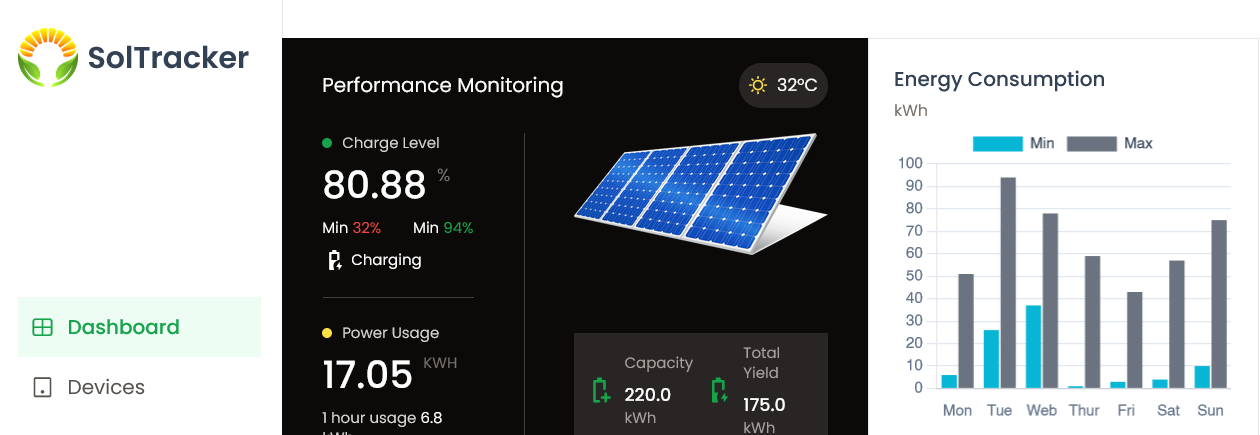 SolTracker
Dashboard
Devices
Performance Monitoring
32°C
Charge Level
80.88 %
Min 32% Min 94%
Charging
Power Usage
17.05 KWH
1 hour usage 6.8
kWh
Capacity
220.0
kWh
Total
Yield
175.0
kWh
Energy Consumption
kWh
Min Max
100
90
80
70
60
50
40
30
20
10
0
Mon Tue Web Thur Fri Sat Sun